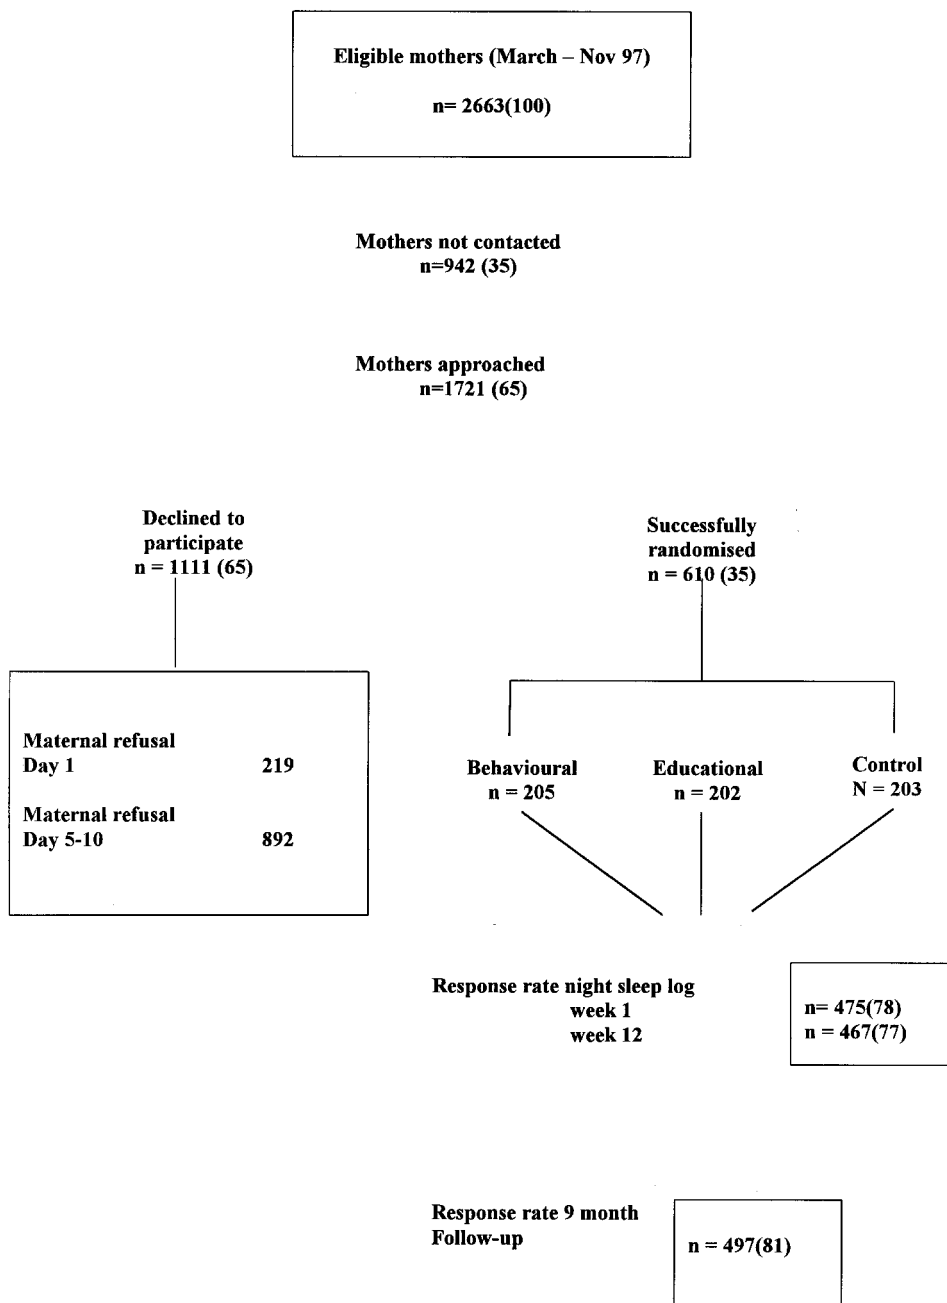 Eligible mothers (March – Nov 97)
n= 2663(100)
Mothers not contacted
n=942 (35)
Mothers approached
n=1721 (65)
Declined to
participate
n = 1111 (65)
Successfully
randomised
n = 610 (35)
Maternal refusal
Day 1 219
Maternal refusal
Day 5-10 892
Behavioural
n = 205
Educational
n = 202
Control
N = 203
Response rate night sleep log
week 1 n= 475(78)
week 12 n = 467(77)
Response rate 9 month
Follow-up n = 497(81)